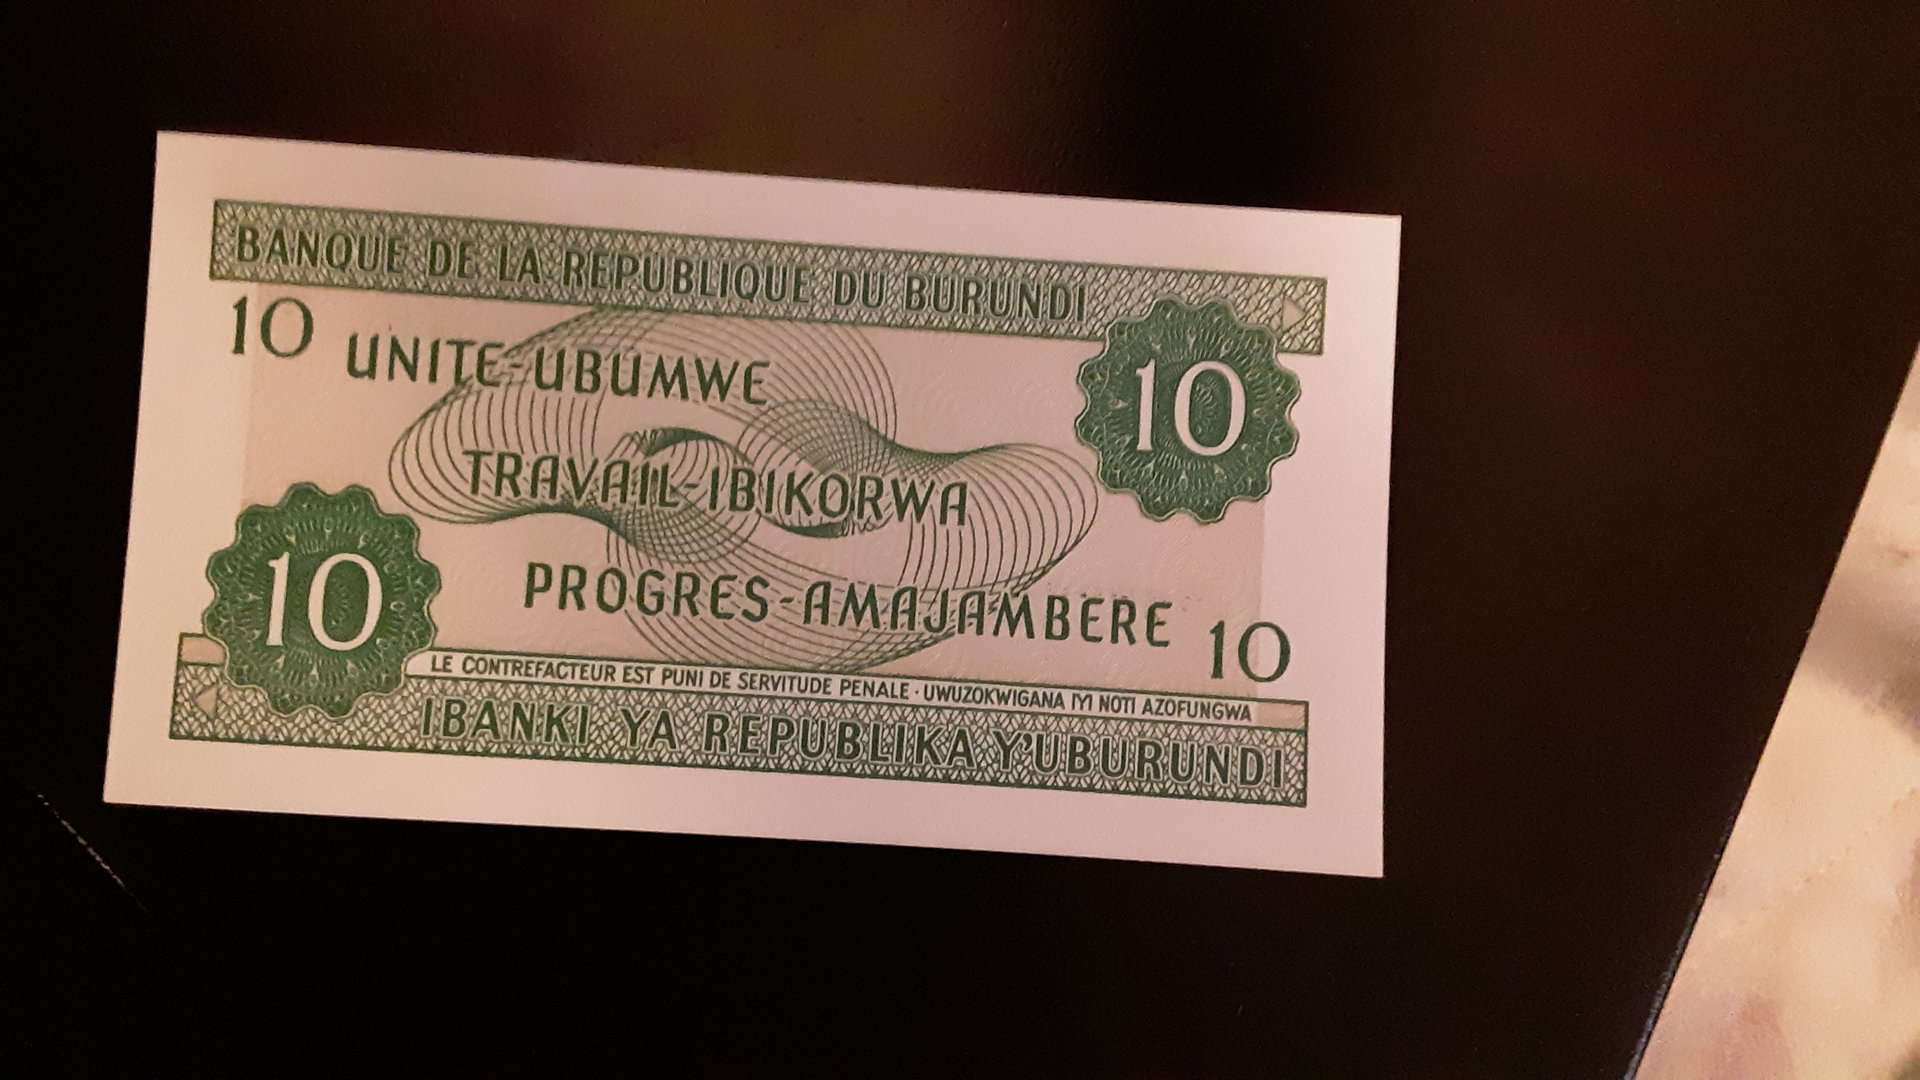 BANQUE DE LA REPUBLIQUE DU BURUNDI
10
UNITE-UBUMWE
10
TRAVAIL-IBIKORWA
10
PROGRES-AMAJAMBERE
10
LE CONTREFACTEUR EST PUNI DE SERVITUDE PENALE · UWUZOKWIGANA IYI NOTI AZOFUNGWA
IBANKI YA REPUBLIKA Y'UBURUNDI